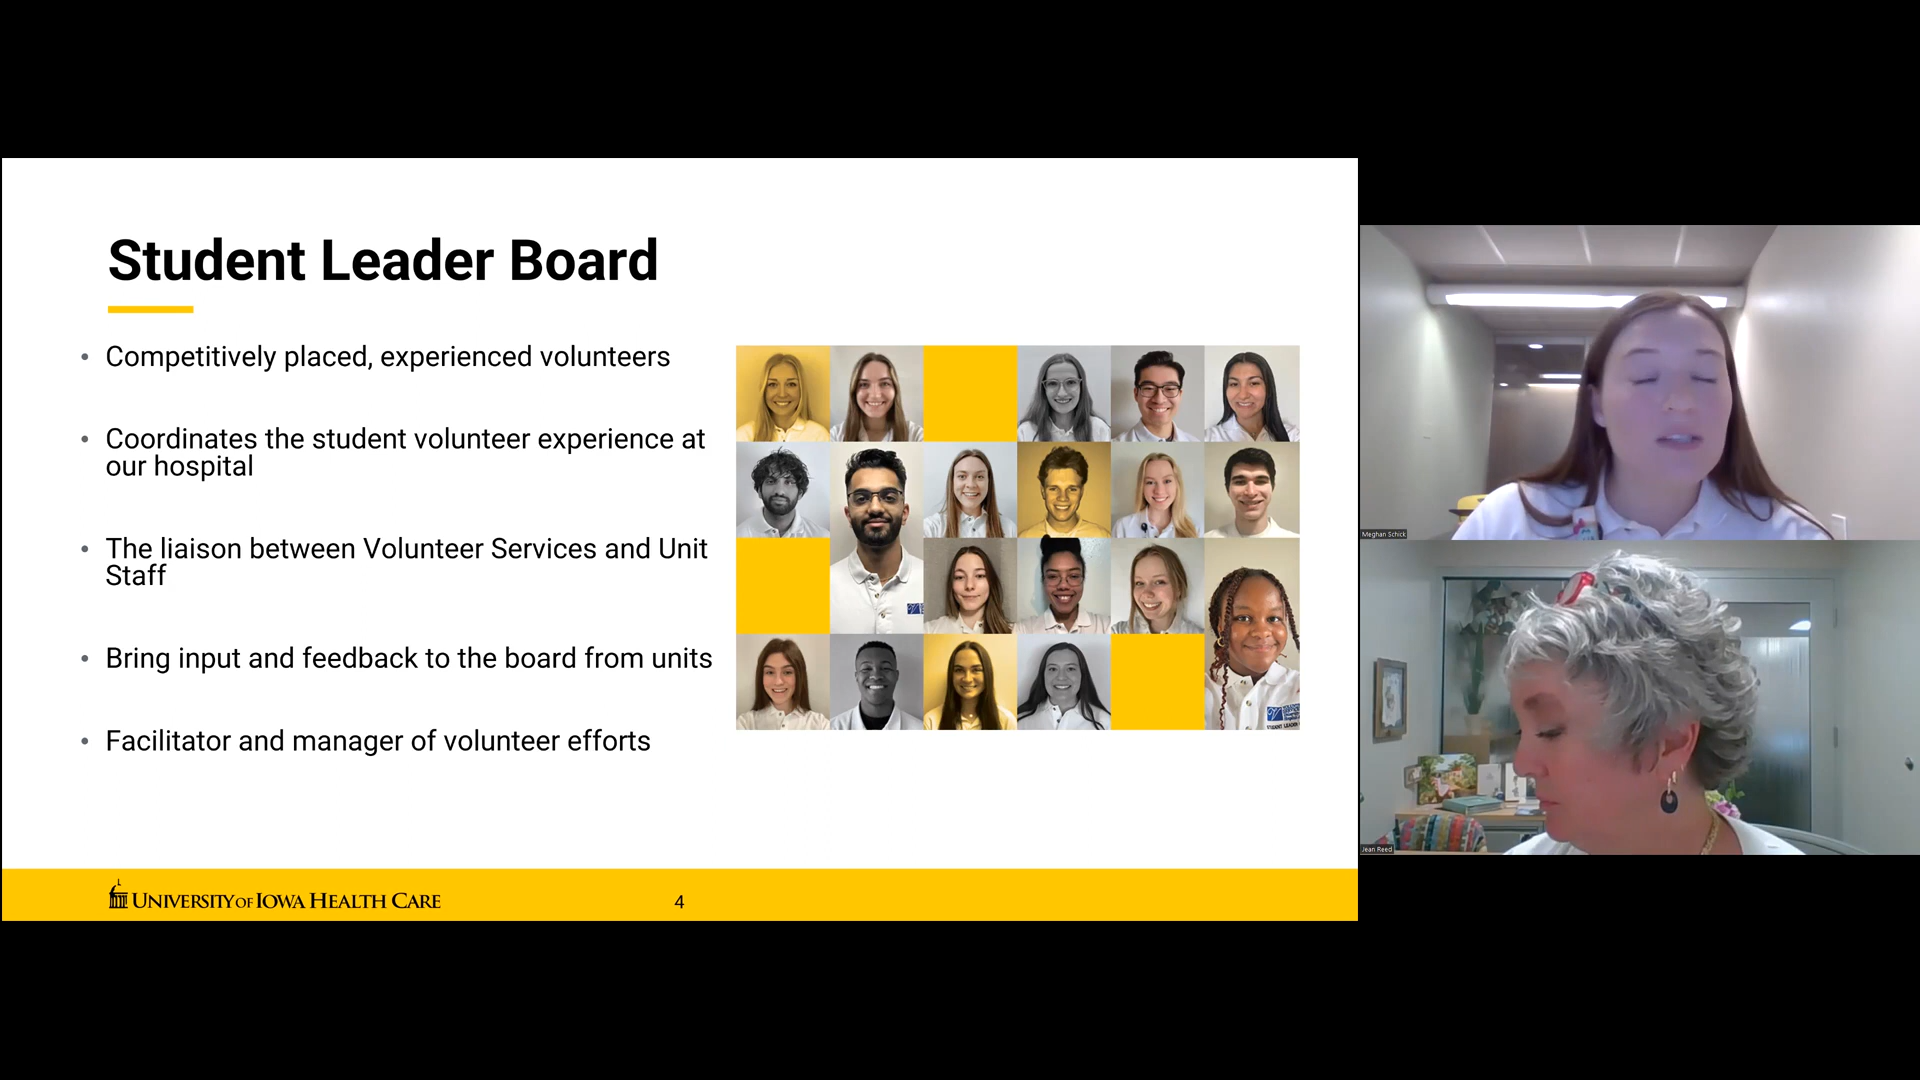 Student Leader Board
• Competitively placed, experienced volunteers
• Coordinates the student volunteer experience at
our hospital
• The liaison between Volunteer Services and Unit
Staff
• Bring input and feedback to the board from units
• Facilitator and manager of volunteer efforts
STUDENT LEADER
UNIVERSITY OF IOWA HEALTH CARE
4
Meghan Schick
Jean Reed